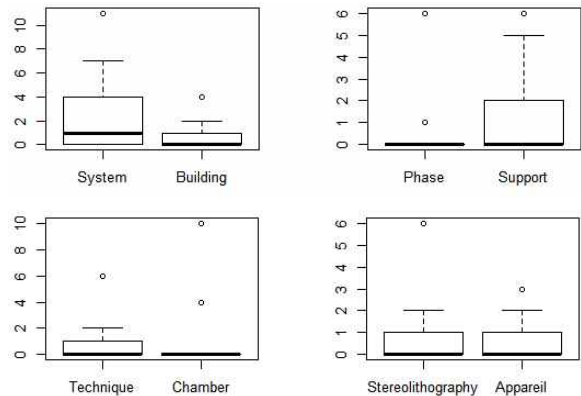 0 2 4 6 8 10
System Building
0 1 2 3 4 5 6
Phase Support
0 2 4 6 8 10
Technique Chamber
0 1 2 3 4 5 6
Stereolithography Appareil